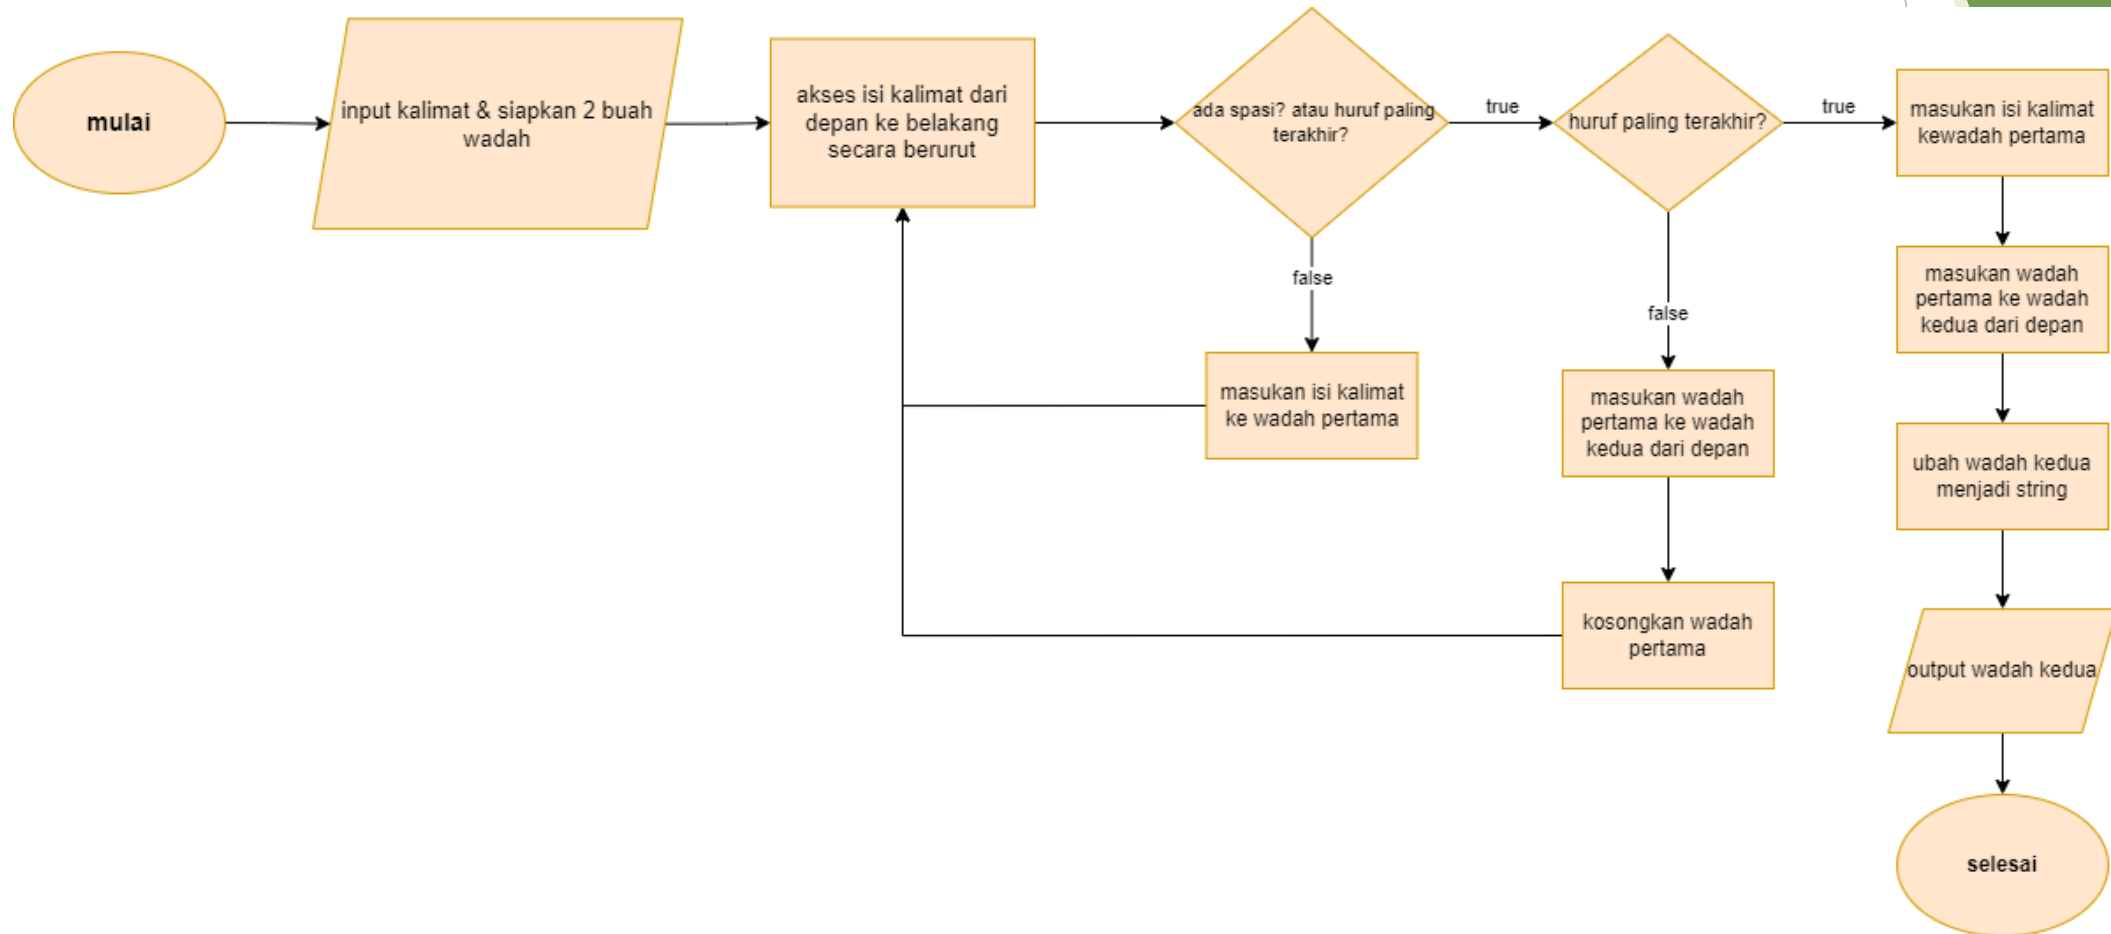 mulai
input kalimat & siapkan 2 buah
wadah
akses isi kalimat dari
depan ke belakang
secara berurut
ada spasi? atau huruf paling
terakhir?
true
huruf paling terakhir?
true
masukan isi kalimat
kewadah pertama
false
masukan isi kalimat
ke wadah pertama
false
masukan wadah
pertama ke wadah
kedua dari depan
kosongkan wadah
pertama
masukan wadah
pertama ke wadah
kedua dari depan
ubah wadah kedua
menjadi string
output wadah kedua
selesai